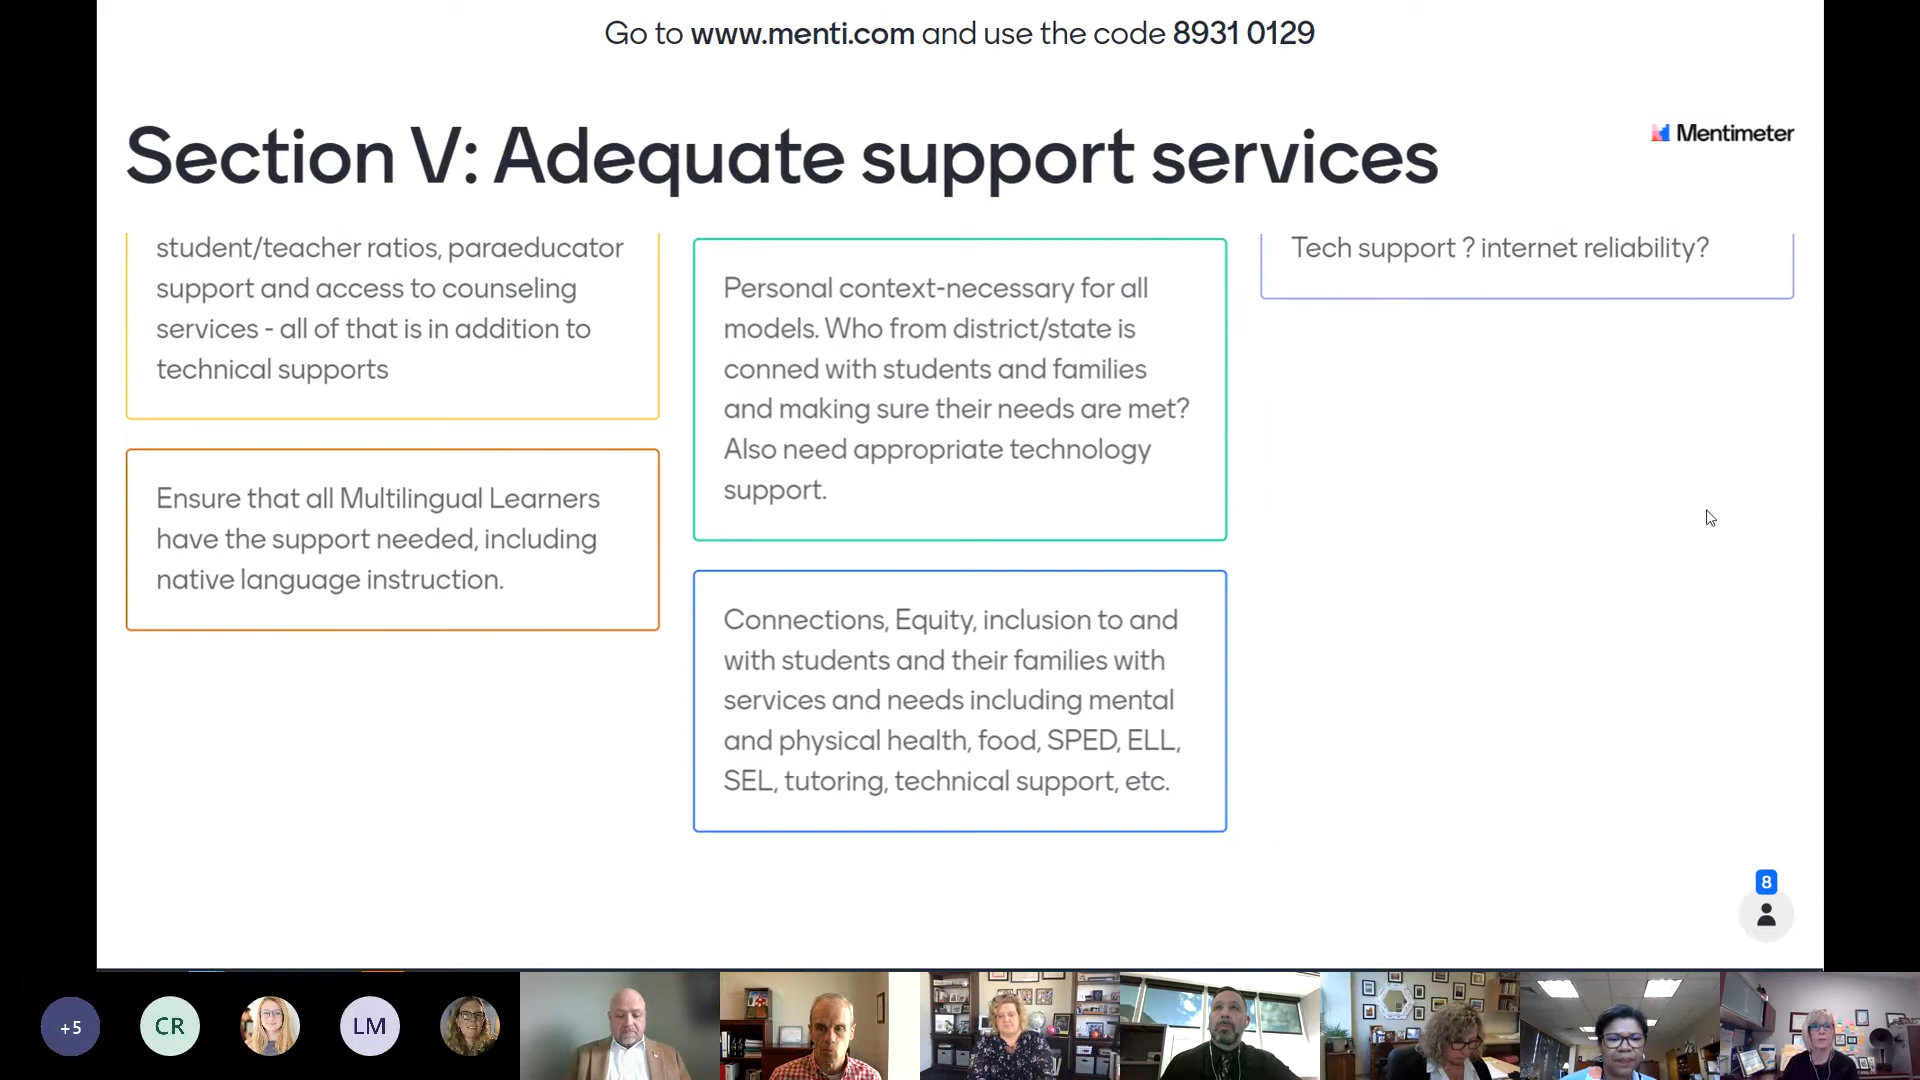 Go to www.menti.com and use the code 8931 0129
Section V: Adequate support services
Mentimeter
student/teacher ratios, paraeducator
support and access to counseling
services - all of that is in addition to
technical supports
Ensure that all Multilingual Learners
have the support needed, including
native language instruction.
Personal context-necessary for all
models. Who from district/state is
conned with students and families
and making sure their needs are met?
Also need appropriate technology
support.
Connections, Equity, inclusion to and
with students and their families with
services and needs including mental
and physical health, food, SPED, ELL,
SEL, tutoring, technical support, etc.
Tech support ? internet reliability?
8
+5
CR
LM